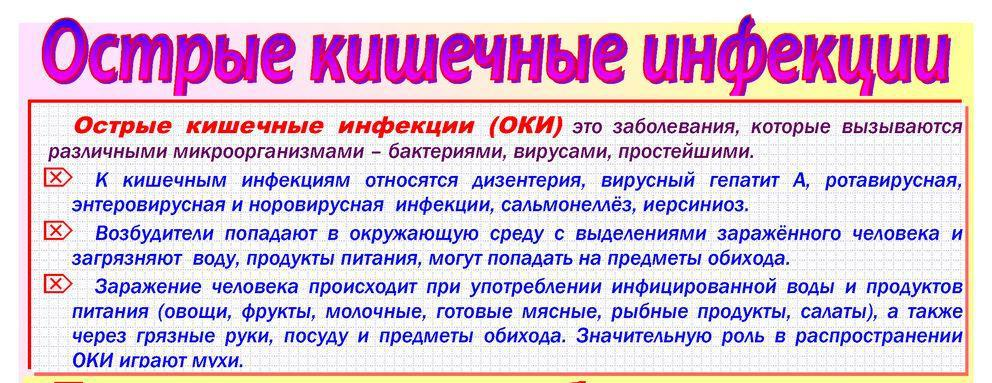 Острые кишечные инфекции
Острые кишечные инфекции (ОКИ) это заболевания, которые вызываются
различными микроорганизмами – бактериями, вирусами, простейшими.
К кишечным инфекциям относятся дизентерия, вирусный гепатит А, ротавирусная,
энтеровирусная и норовирусная инфекции, сальмонеллёз, иерсиниоз.
Возбудители попадают в окружающую среду с выделениями заражённого человека и
загрязняют воду, продукты питания, могут попадать на предметы обихода.
Заражение человека происходит при употреблении инфицированной воды и продуктов
питания (овощи, фрукты, молочные, готовые мясные, рыбные продукты, салаты), а также
через грязные руки, посуду и предметы обихода. Значительную роль в распространении
ОКИ играют мухи.